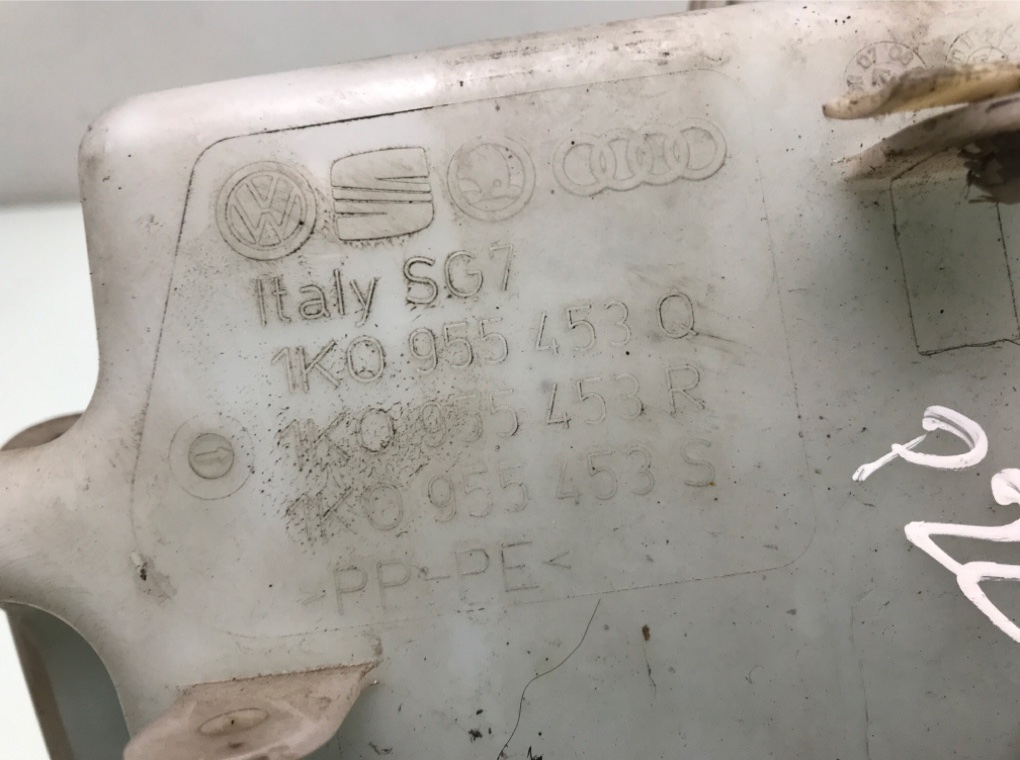 Italy SG7
1K0 955 453 Q
1K0 955 453 R
1K0 955 453 S
>PP-PE<